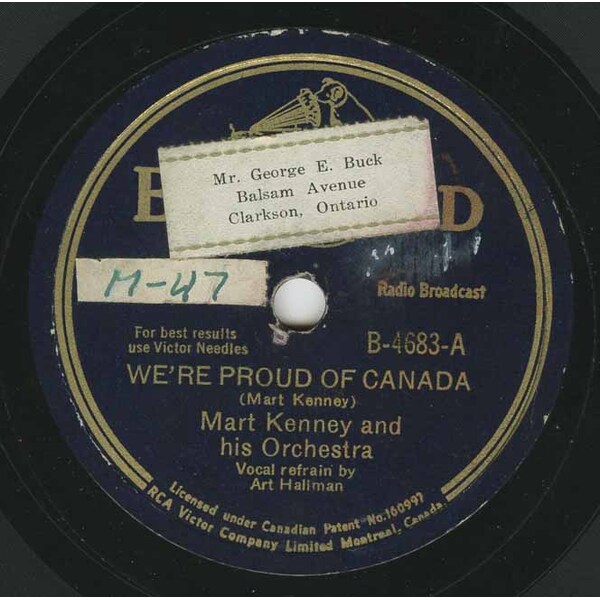 Mr. George E. Buck
Balsam Avenue
Clarkson, Ontario
B D
M-47
Radio Broadcast
For best results
use Victor Needles
B-4683-A
WE'RE PROUD OF CANADA
(Mart Kenney)
Mart Kenney and
his Orchestra
Vocal refrain by
Art Hallman
Licensed under Canadian Patent No. 160997
RCA Victor Company Limited Montreal, Canada.